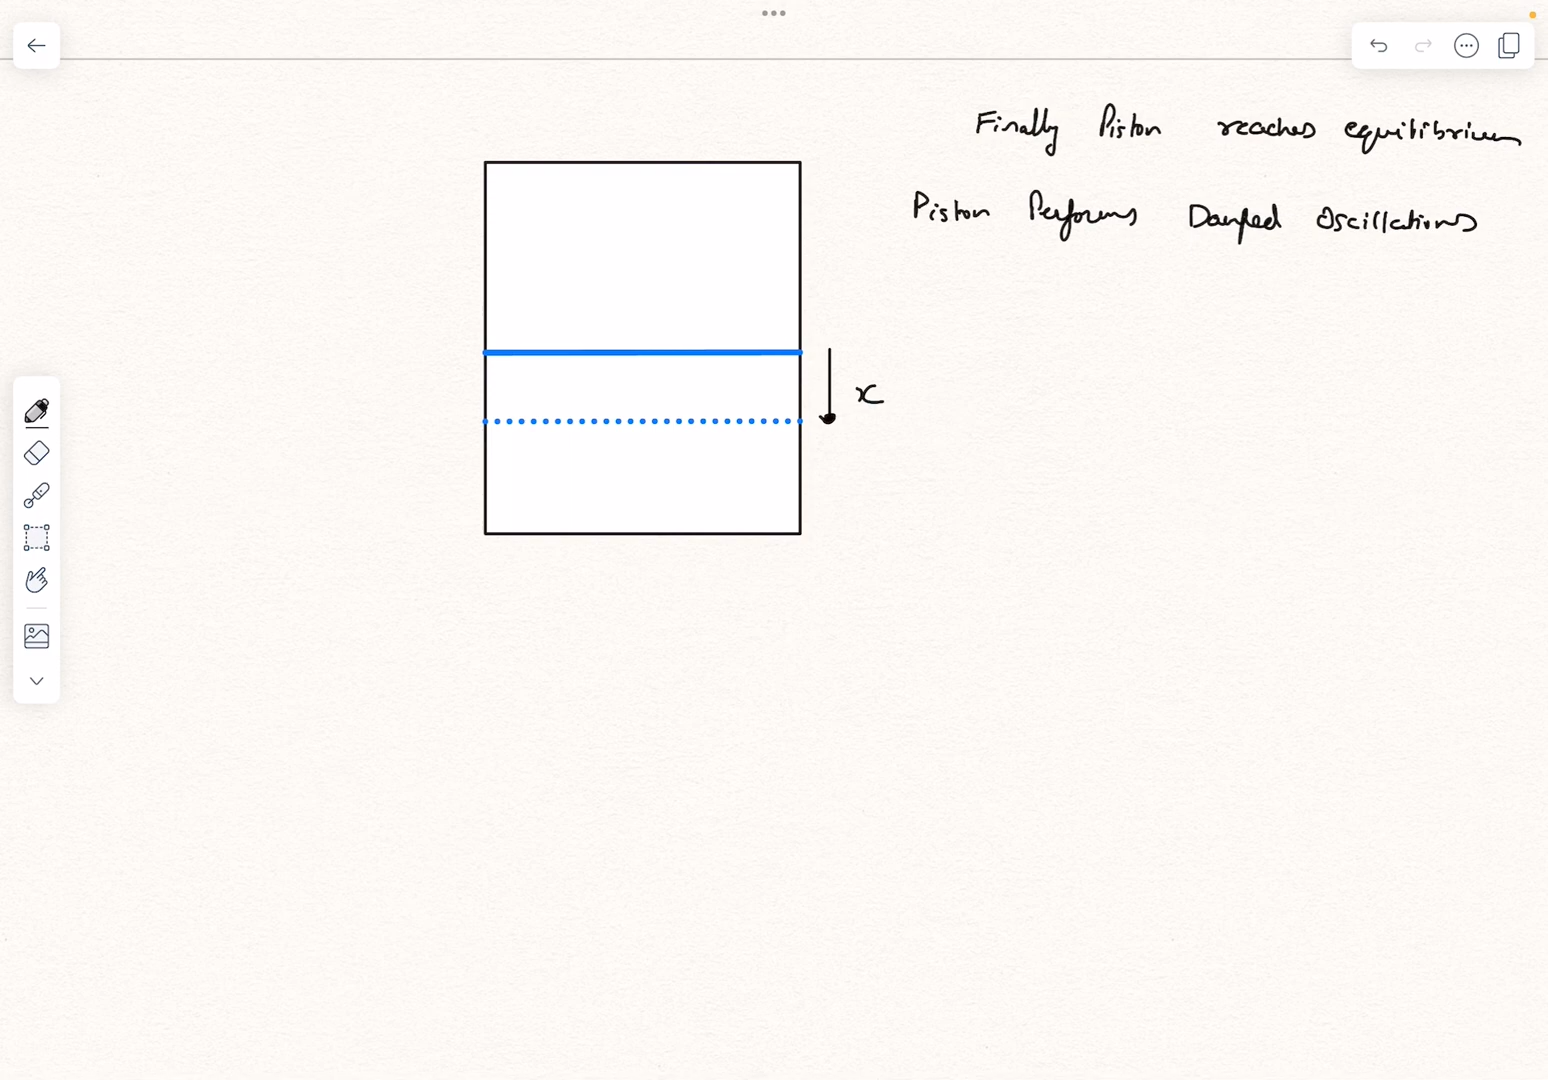 Finally Piston reaches equilibrium
Piston Performs Damped Oscillations
x